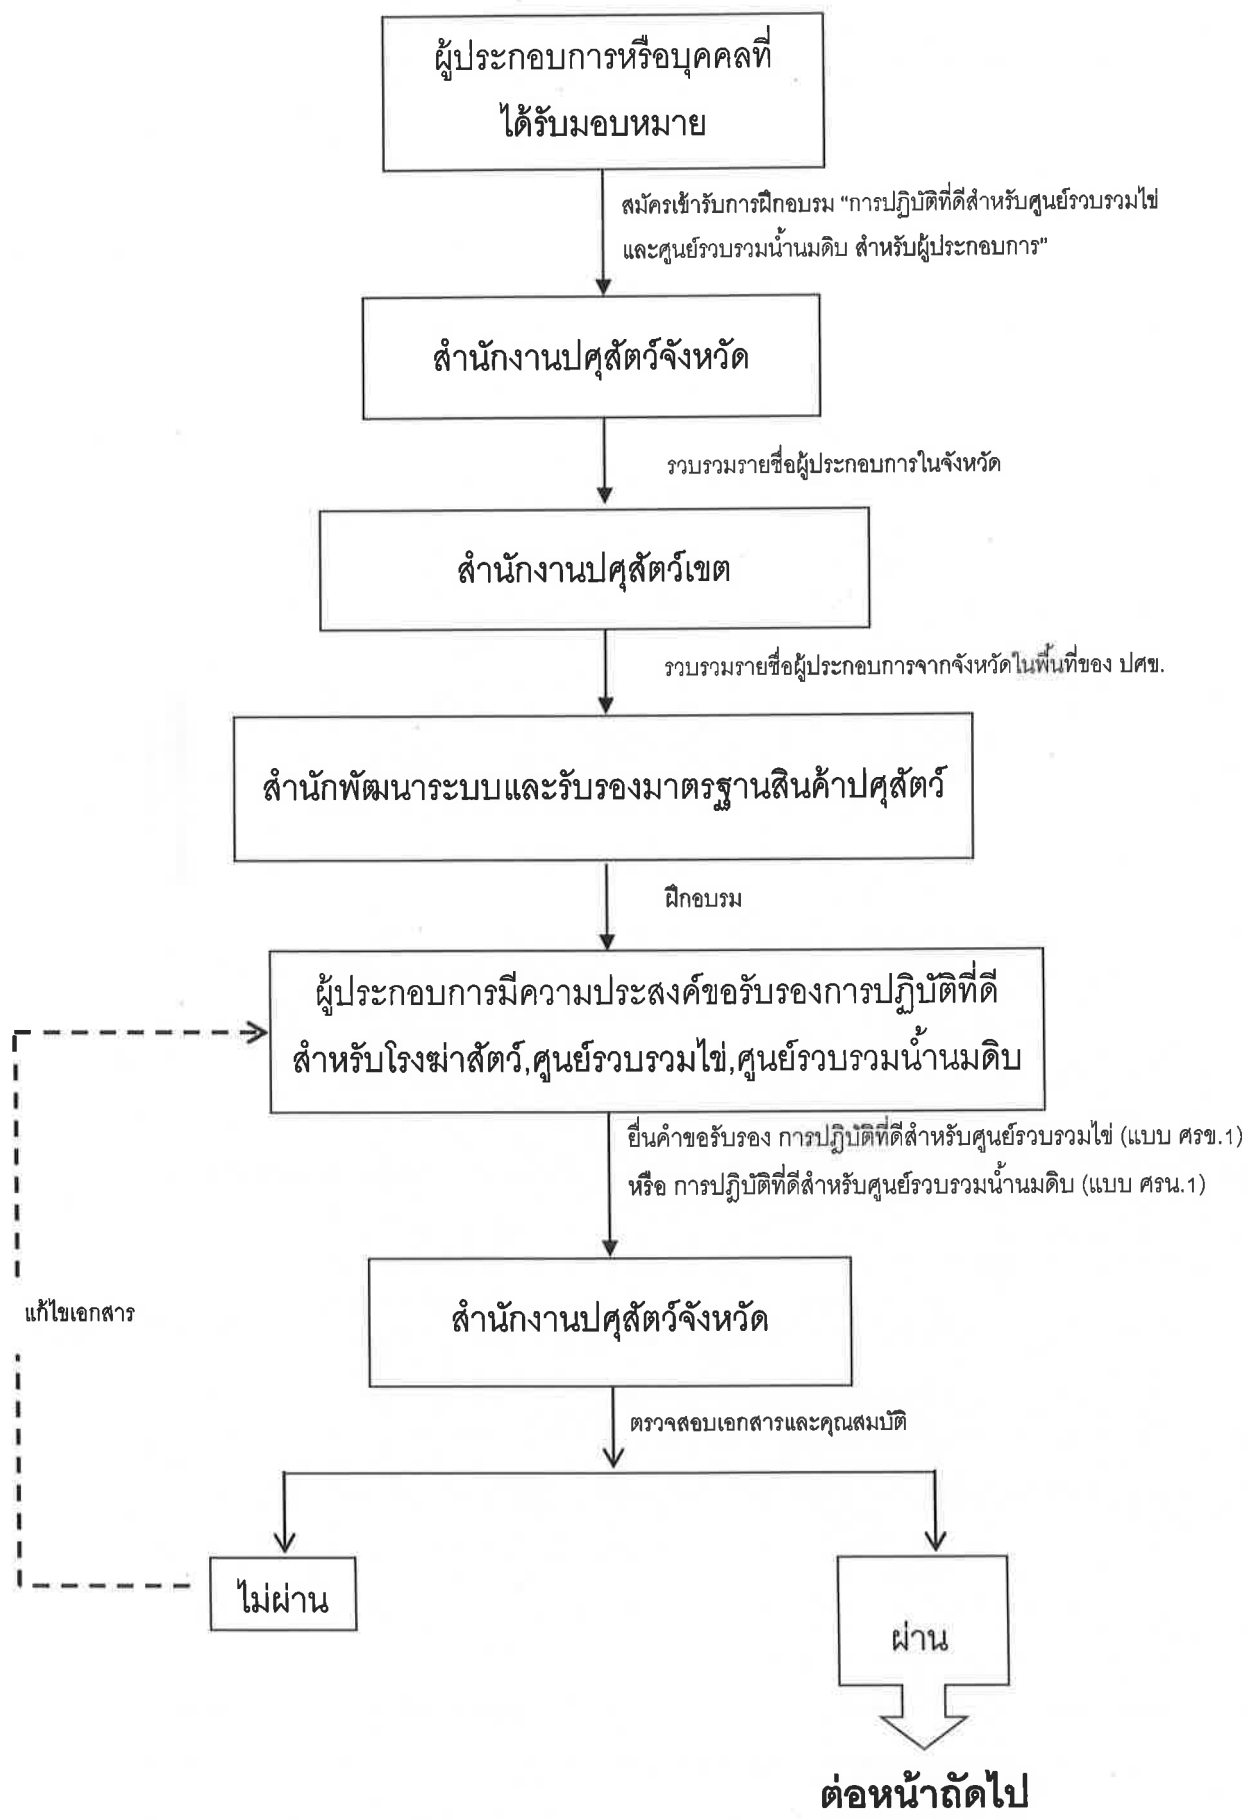 ผู้ประกอบการหรือบุคคลที่
ได้รับมอบหมาย
สมัครเข้ารับการฝึกอบรม “การปฏิบัติที่ดีสำหรับศูนย์รวบรวมไข่
และศูนย์รวบรวมน้ำนมดิบ สำหรับผู้ประกอบการ”
สำนักงานปศุสัตว์จังหวัด
รวบรวมรายชื่อผู้ประกอบการในจังหวัด
สำนักงานปศุสัตว์เขต
รวบรวมรายชื่อผู้ประกอบการจากจังหวัดในพื้นที่ของ ปศข.
สำนักพัฒนาระบบและรับรองมาตรฐานสินค้าปศุสัตว์
ฝึกอบรม
ผู้ประกอบการมีความประสงค์ขอรับรองการปฏิบัติที่ดี
สำหรับโรงฆ่าสัตว์,ศูนย์รวบรวมไข่,ศูนย์รวบรวมน้ำนมดิบ
ยื่นคำขอรับรอง การปฏิบัติที่ดีสำหรับศูนย์รวบรวมไข่ (แบบ ศรข.1)
หรือ การปฏิบัติที่ดีสำหรับศูนย์รวบรวมน้ำนมดิบ (แบบ ศรน.1)
แก้ไขเอกสาร
สำนักงานปศุสัตว์จังหวัด
ตรวจสอบเอกสารและคุณสมบัติ
ไม่ผ่าน
ผ่าน
ต่อหน้าถัดไป